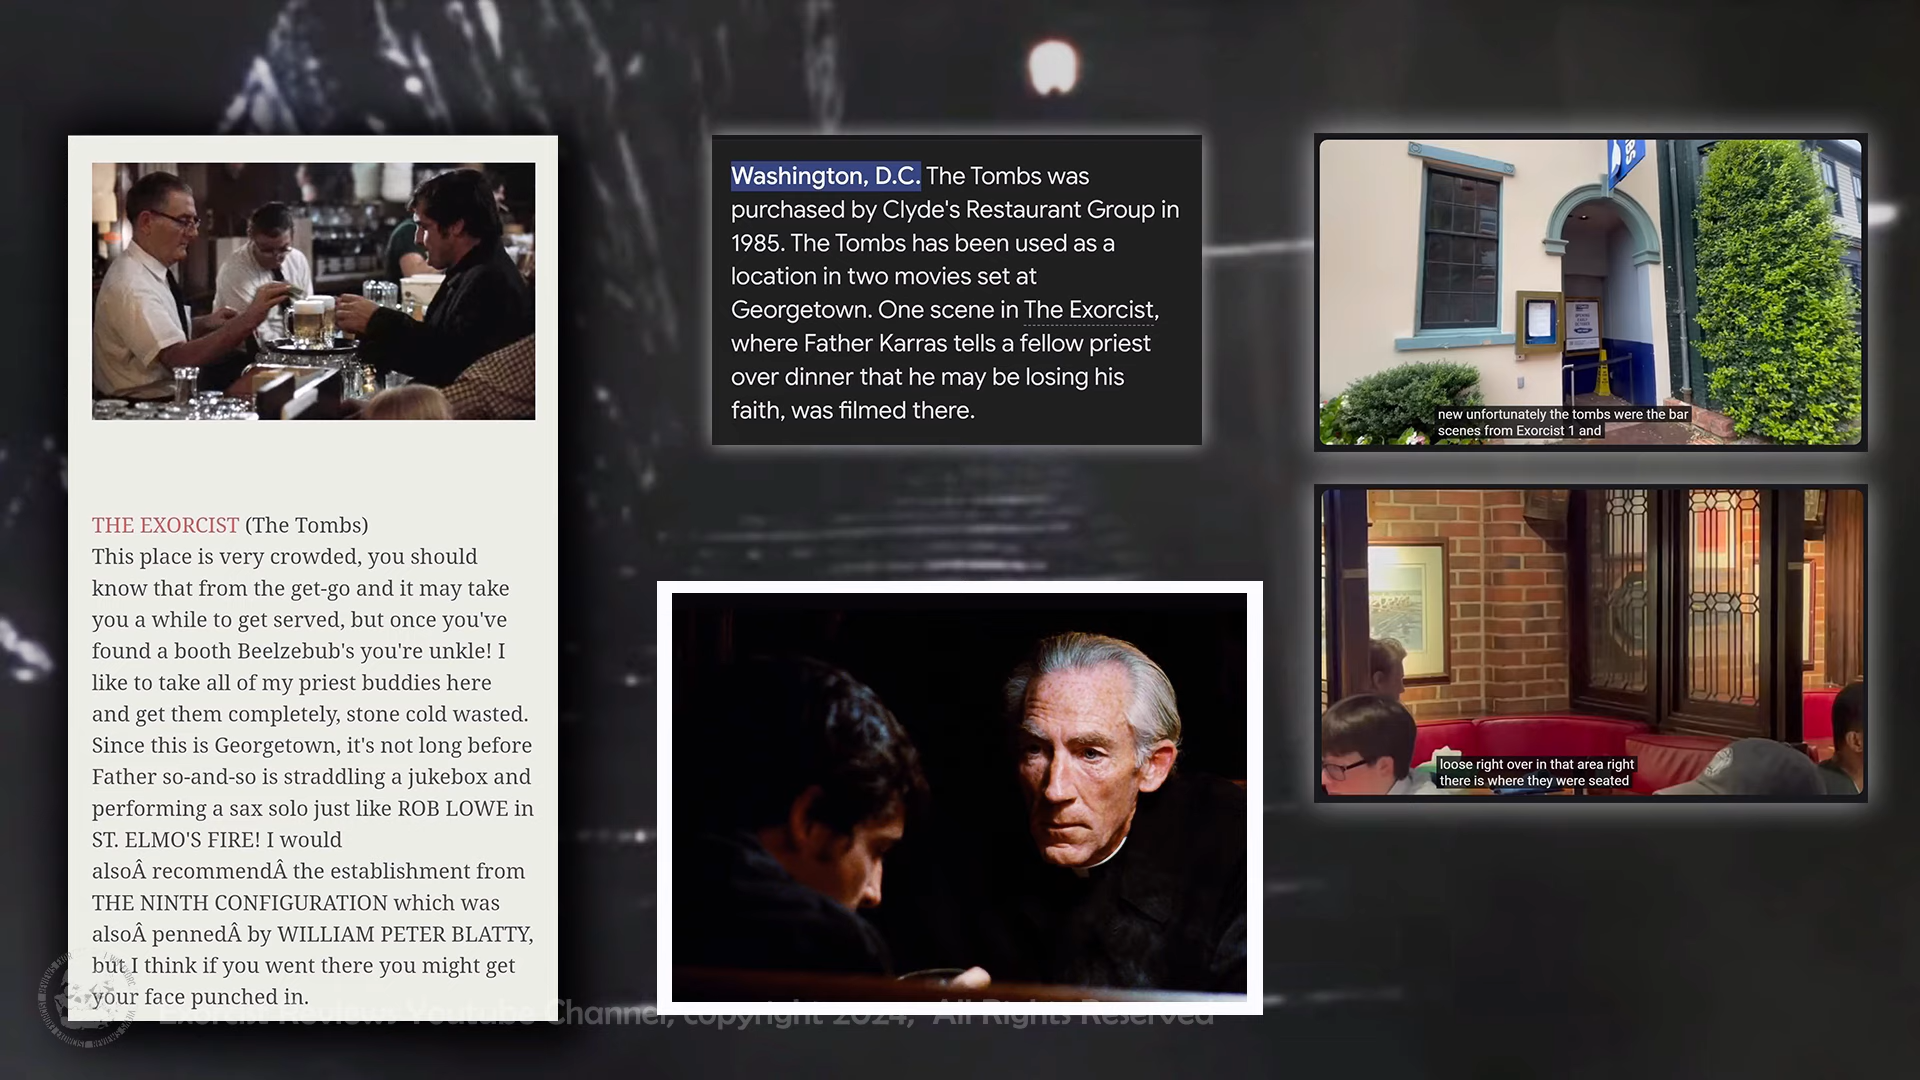 THE EXORCIST (The Tombs)
This place is very crowded, you should
know that from the get-go and it may take
you a while to get served, but once you've
found a booth Beelzebub's you're unkle! I
like to take all of my priest buddies here
and get them completely, stone cold wasted.
Since this is Georgetown, it's not long before
Father so-and-so is straddling a jukebox and
performing a sax solo just like ROB LOWE in
ST. ELMO'S FIRE! I would
alsoÂ recommendÂ the establishment from
THE NINTH CONFIGURATION which was
alsoÂ pennedÂ by WILLIAM PETER BLATTY,
but I think if you went there you might get
your face punched in.
Washington, D.C. The Tombs was
purchased by Clyde's Restaurant Group in
1985. The Tombs has been used as a
location in two movies set at
Georgetown. One scene in The Exorcist,
where Father Karras tells a fellow priest
over dinner that he may be losing his
faith, was filmed there.
new unfortunately the tombs were the bar
scenes from Exorcist 1 and
loose right over in that area right
there is where they were seated
Exorcist Reviews Youtube Channel, copyright 2024, All Rights Reserved